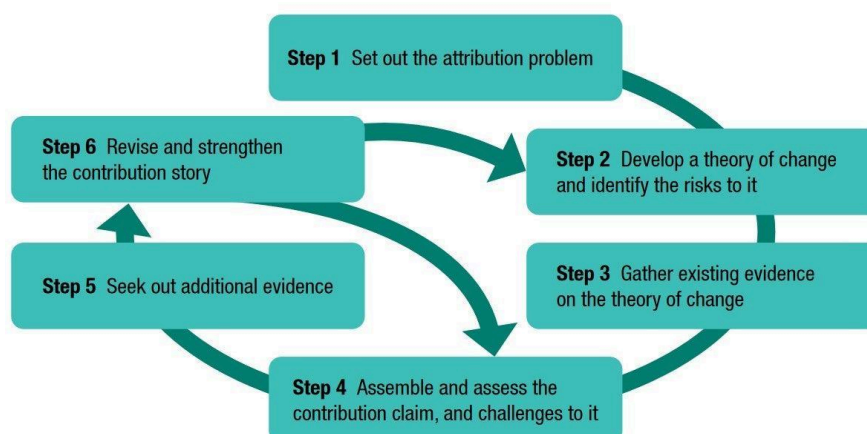 Step 1 Set out the attribution problem
Step 2 Develop a theory of change
and identify the risks to it
Step 3 Gather existing evidence
on the theory of change
Step 4 Assemble and assess the
contribution claim, and challenges to it
Step 5 Seek out additional evidence
Step 6 Revise and strengthen
the contribution story